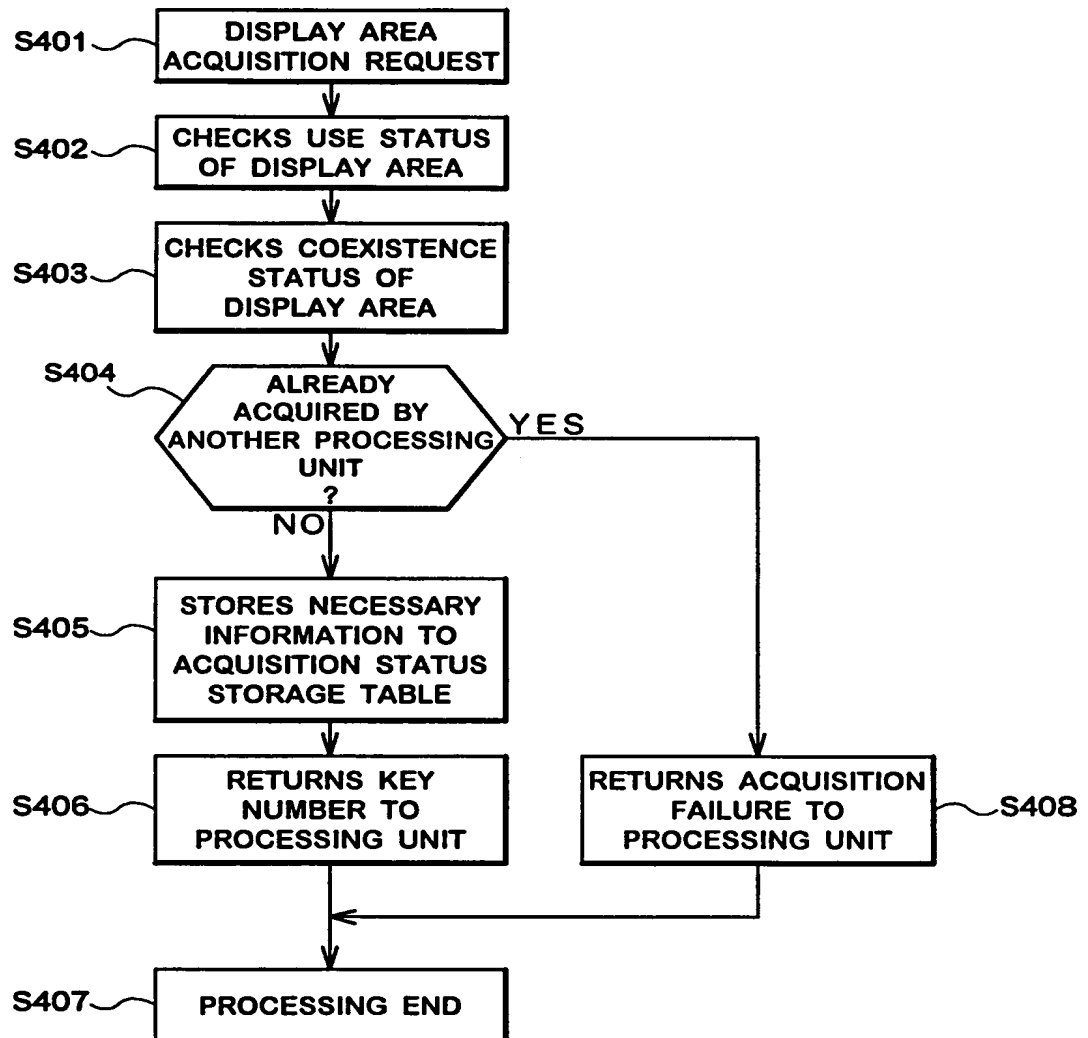 S401
DISPLAY AREA
ACQUISITION REQUEST
S402
CHECKS USE STATUS
OF DISPLAY AREA
S403
CHECKS COEXISTENCE
STATUS OF
DISPLAY AREA
S404
ALREADY
ACQUIRED BY
ANOTHER PROCESSING
UNIT
?
YES
NO
S405
STORES NECESSARY
INFORMATION TO
ACQUISITION STATUS
STORAGE TABLE
S406
RETURNS KEY
NUMBER TO
PROCESSING UNIT
RETURNS ACQUISITION
FAILURE TO
PROCESSING UNIT
S408
S407
PROCESSING END